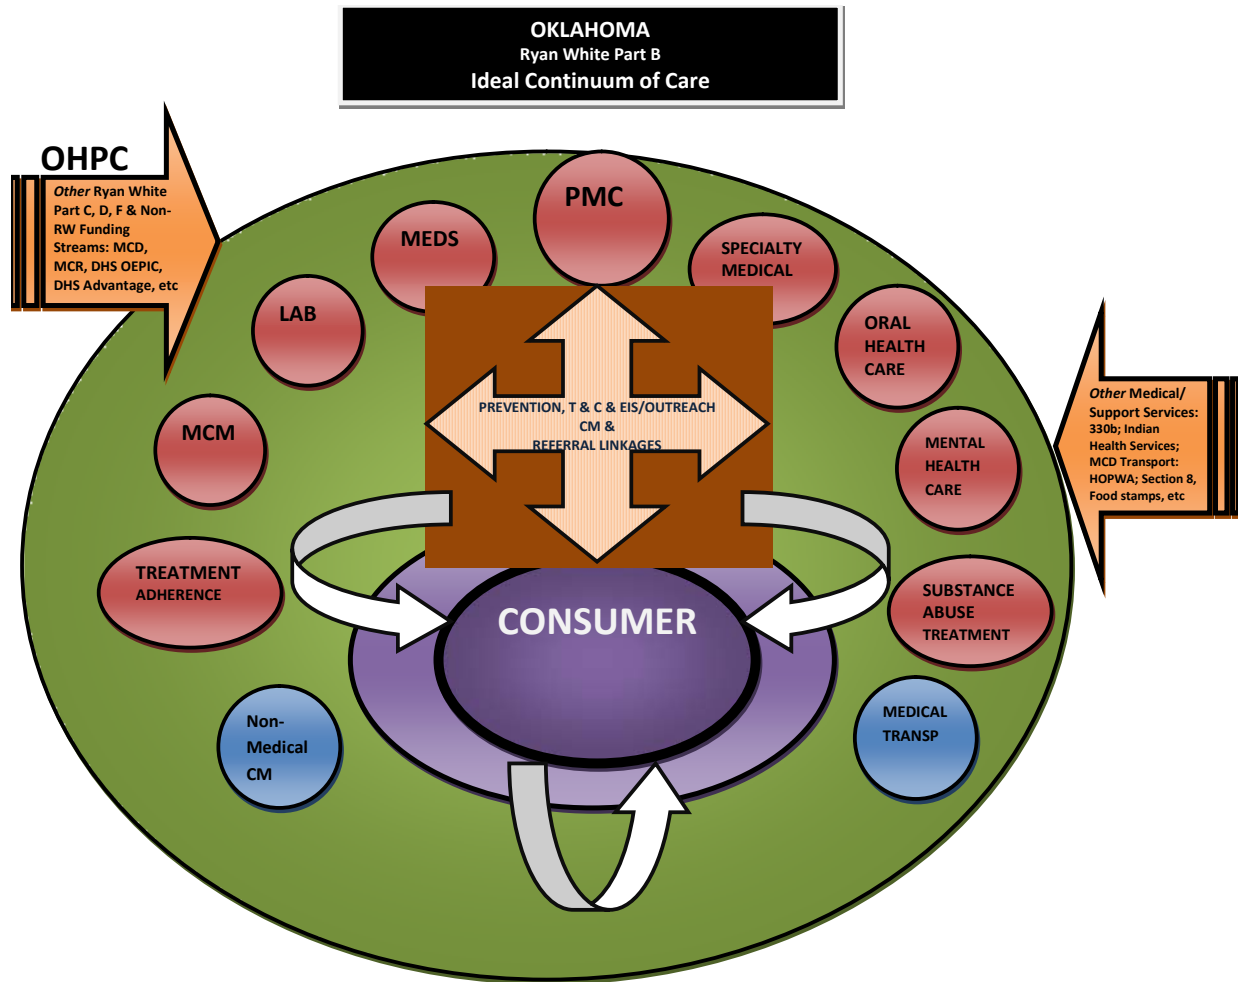 OKLAHOMA
Ryan White Part B
Ideal Continuum of Care
OHPC
Other Ryan White
Part C, D, F & Non-
RW Funding
Streams: MCD,
MCR, DHS OEPIC,
DHS Advantage, etc
PMC
MEDS
SPECIALTY
MEDICAL
LAB
ORAL
HEALTH
CARE
Other Medical/
Support Services:
330b; Indian
Health Services;
MCD Transport:
HOPWA; Section 8,
Food stamps, etc
PREVENTION, T & C & EIS/OUTREACH
CM &
REFERRAL LINKAGES
MCM
MENTAL
HEALTH
CARE
TREATMENT
ADHERENCE
SUBSTANCE
ABUSE
TREATMENT
CONSUMER
Non-
Medical
CM
MEDICAL
TRANSP